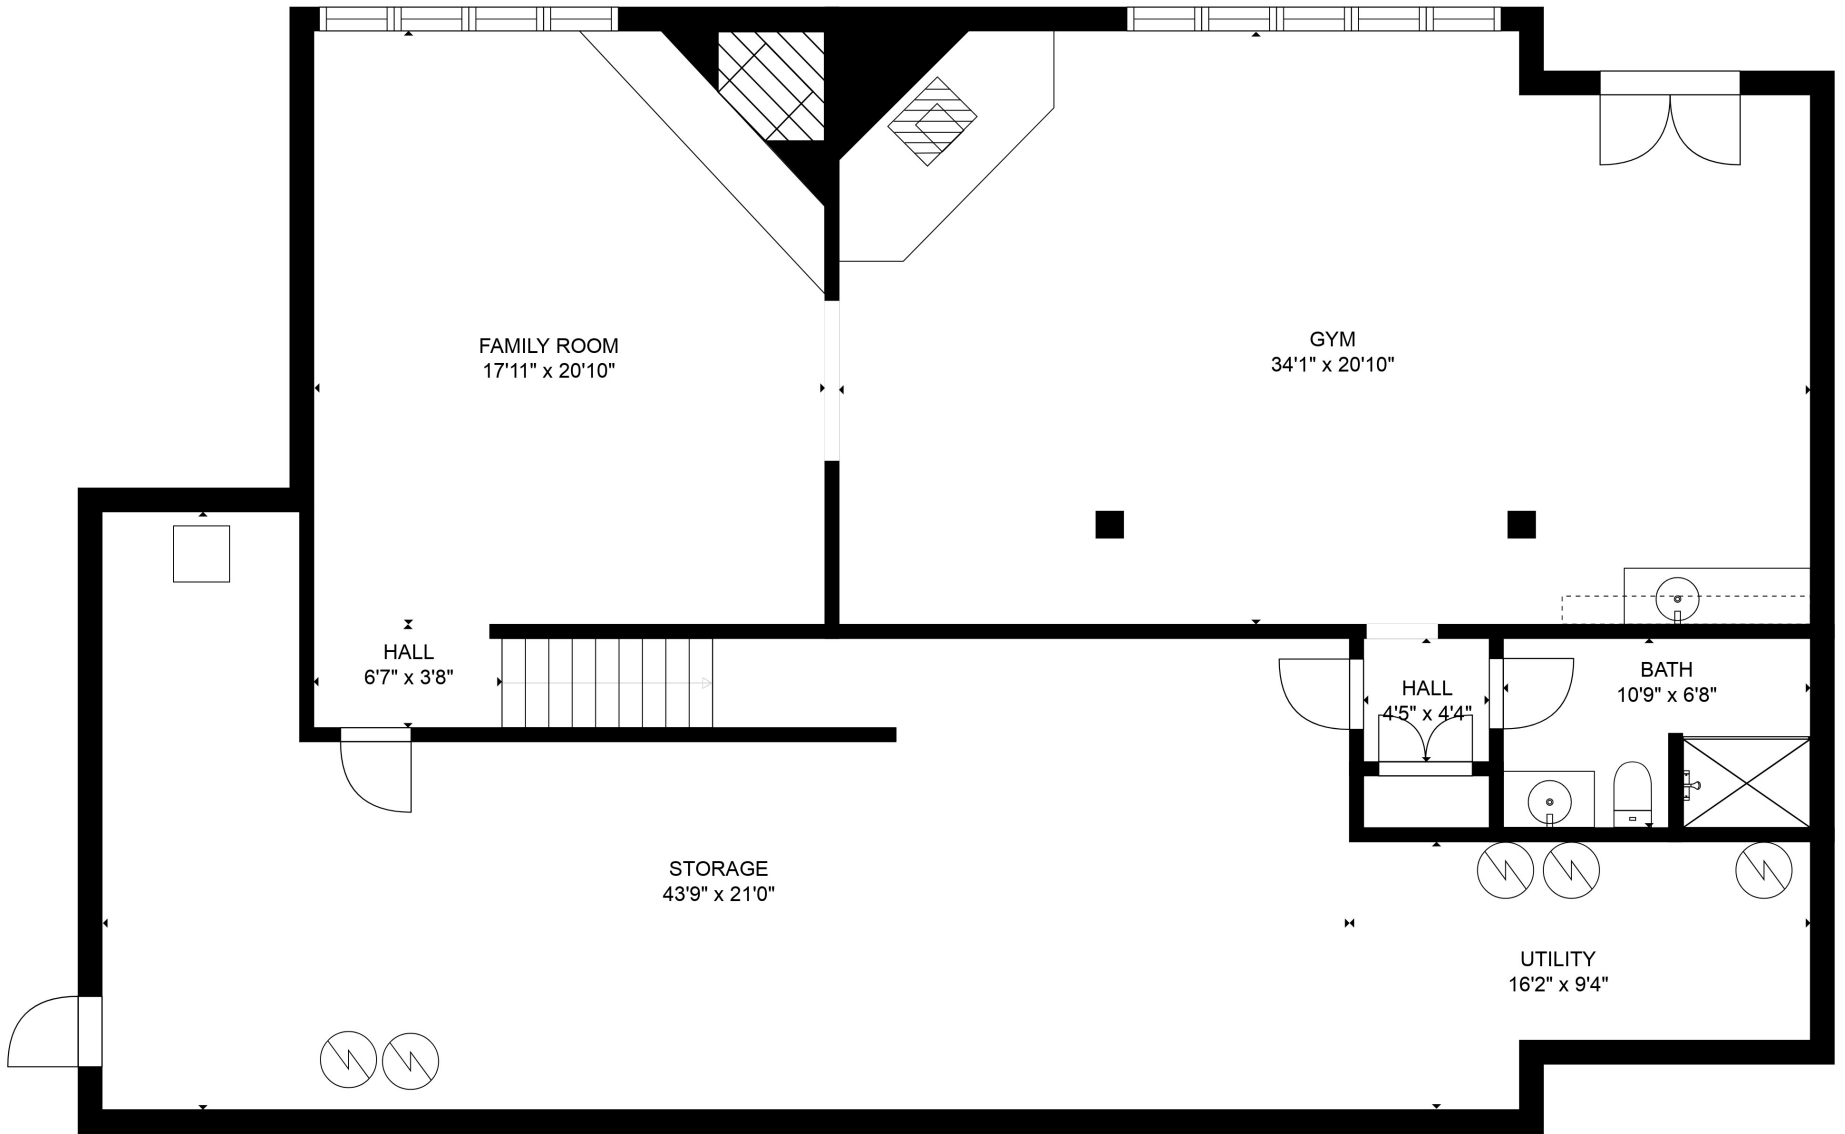 FAMILY ROOM
17'11" x 20'10"
GYM
34'1" x 20'10"
HALL
6'7" x 3'8"
HALL
4'5" x 4'4"
BATH
10'9" x 6'8"
STORAGE
43'9" x 21'0"
UTILITY
16'2" x 9'4"